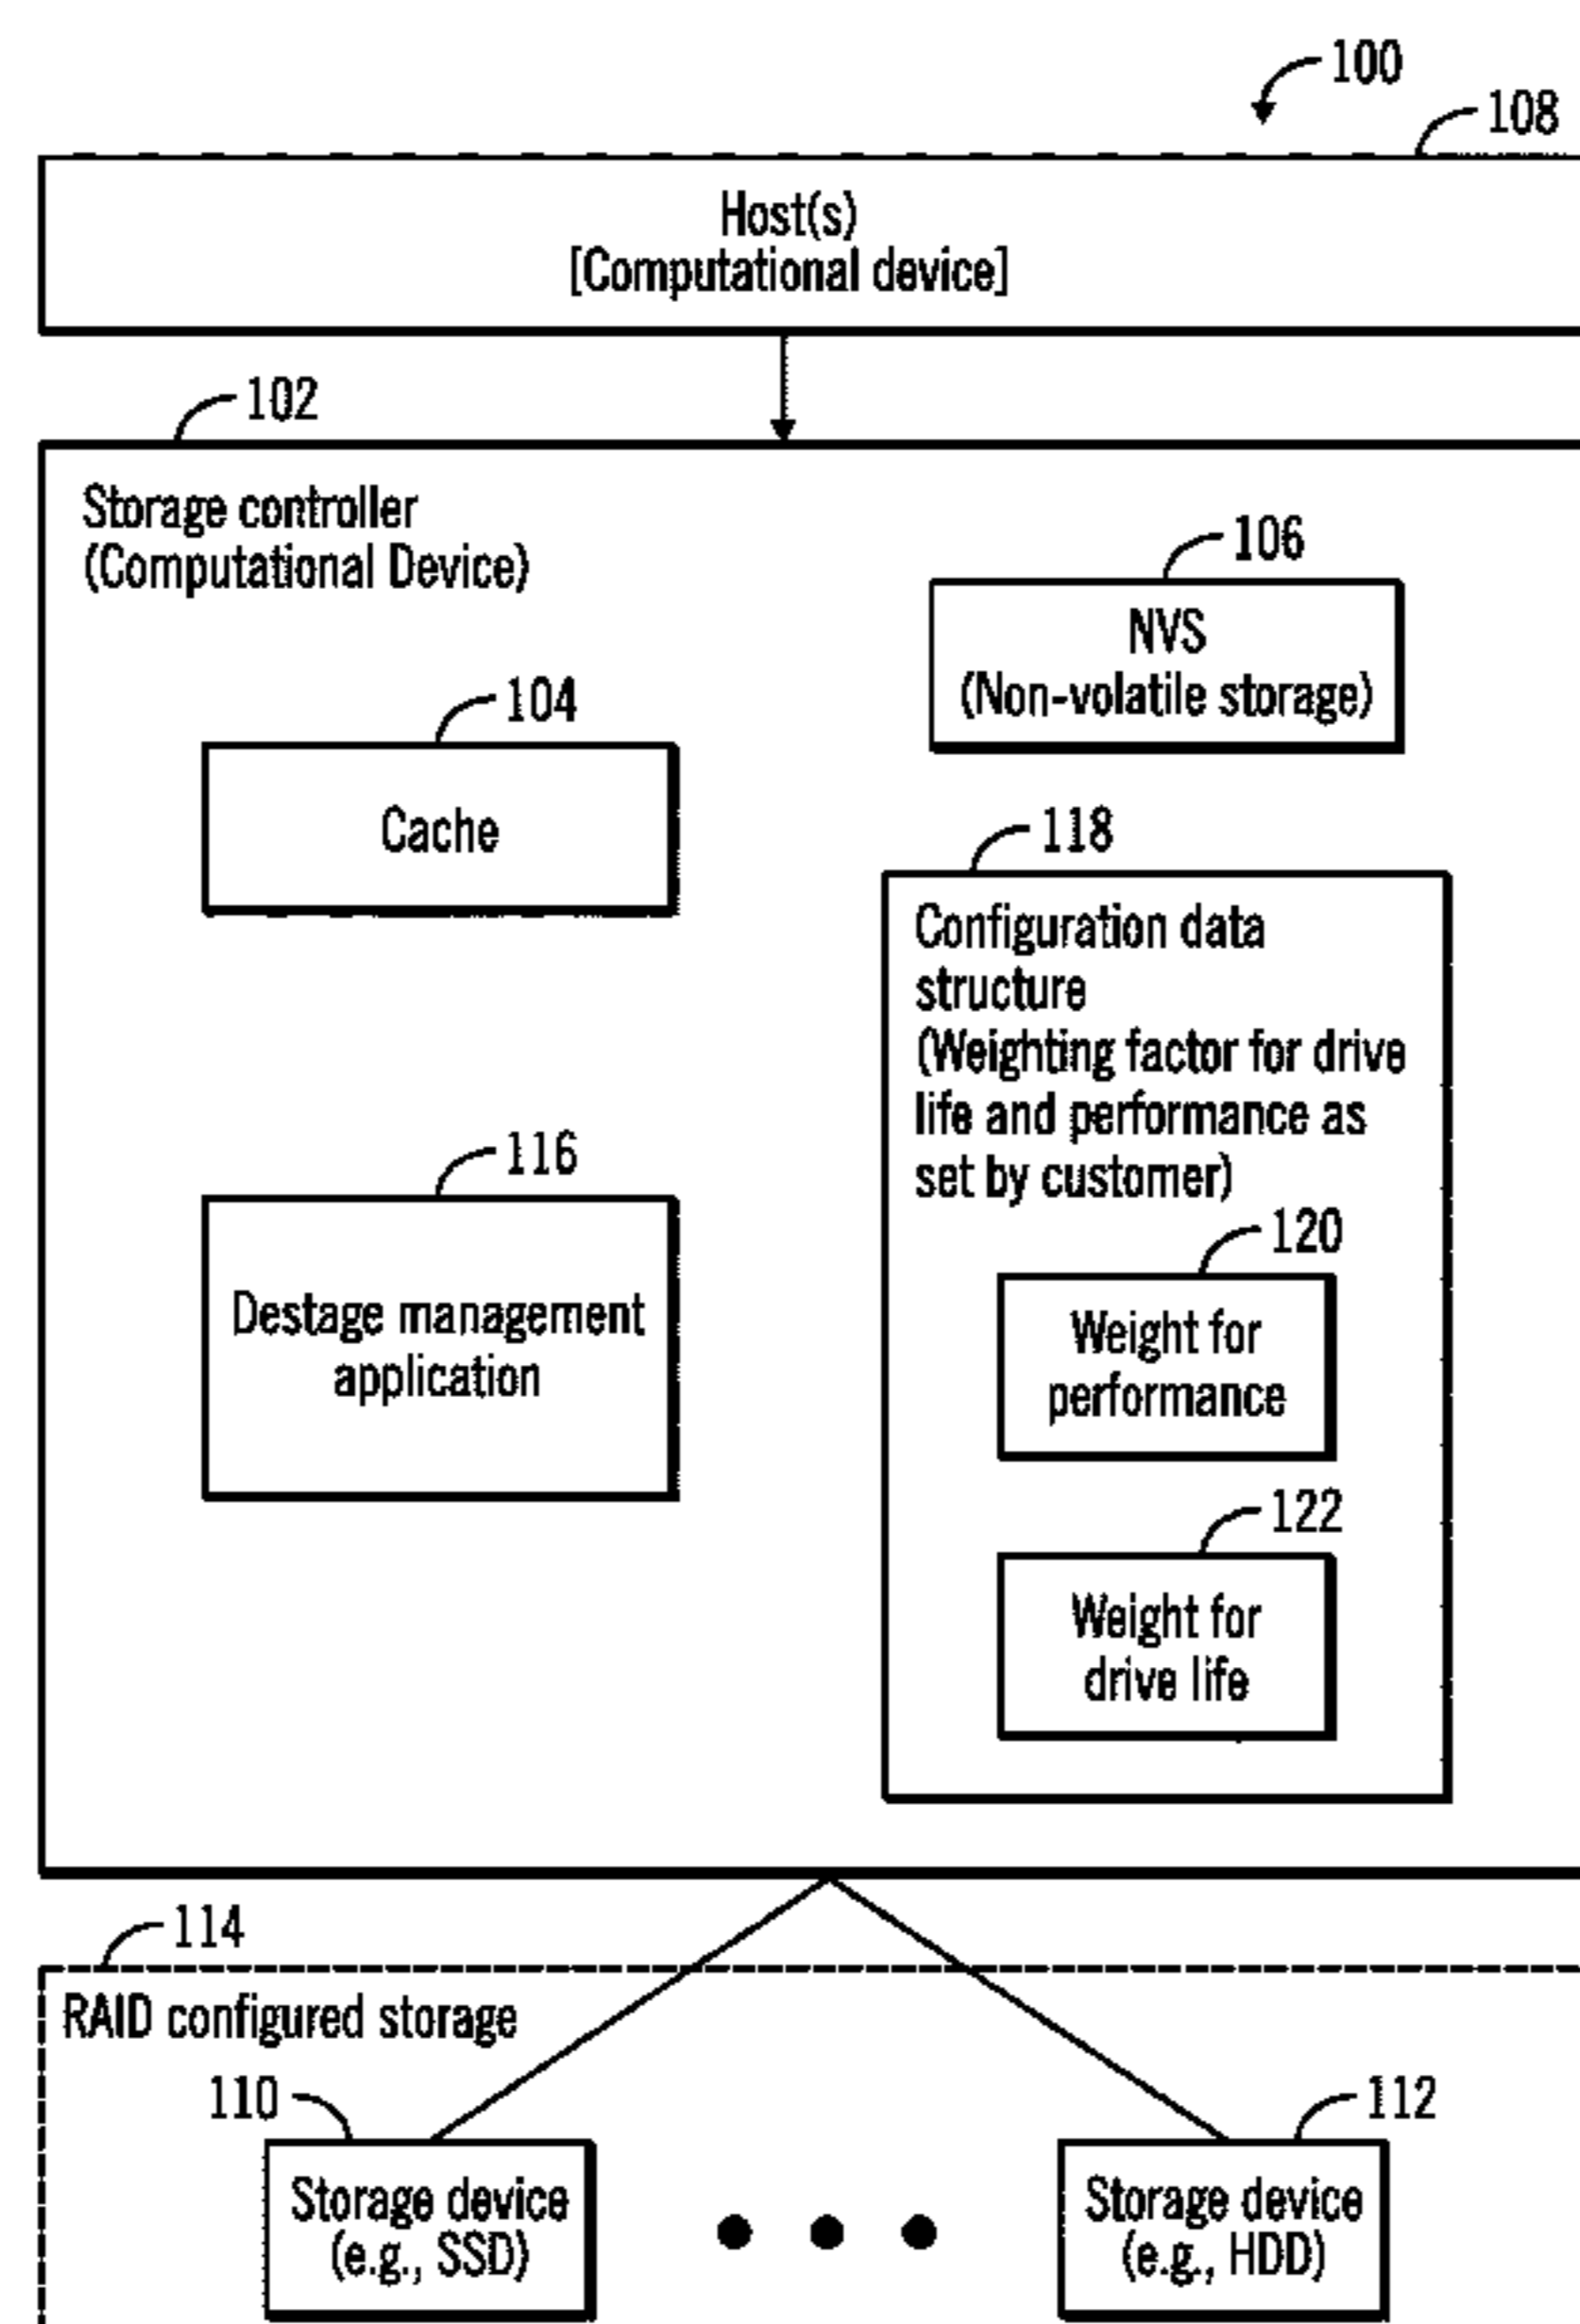 100
108
Host(s)
[Computational device]
102
Storage controller
(Computational Device)
106
NVS
(Non-volatile storage)
104
Cache
118
Configuration data
structure
(Weighting factor for drive
life and performance as
set by customer)
116
Destage management
application
120
Weight for
performance
122
Weight for
drive life
114
RAID configured storage
110
112
Storage device
(e.g., SSD)
Storage device
(e.g., HDD)